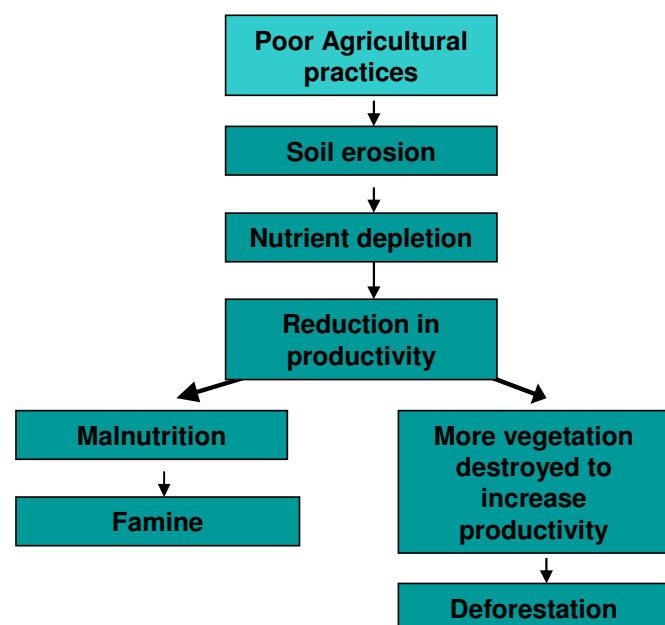 Poor Agricultural
practices
Soil erosion
Nutrient depletion
Reduction in
productivity
Malnutrition
Famine
More vegetation
destroyed to
increase
productivity
Deforestation